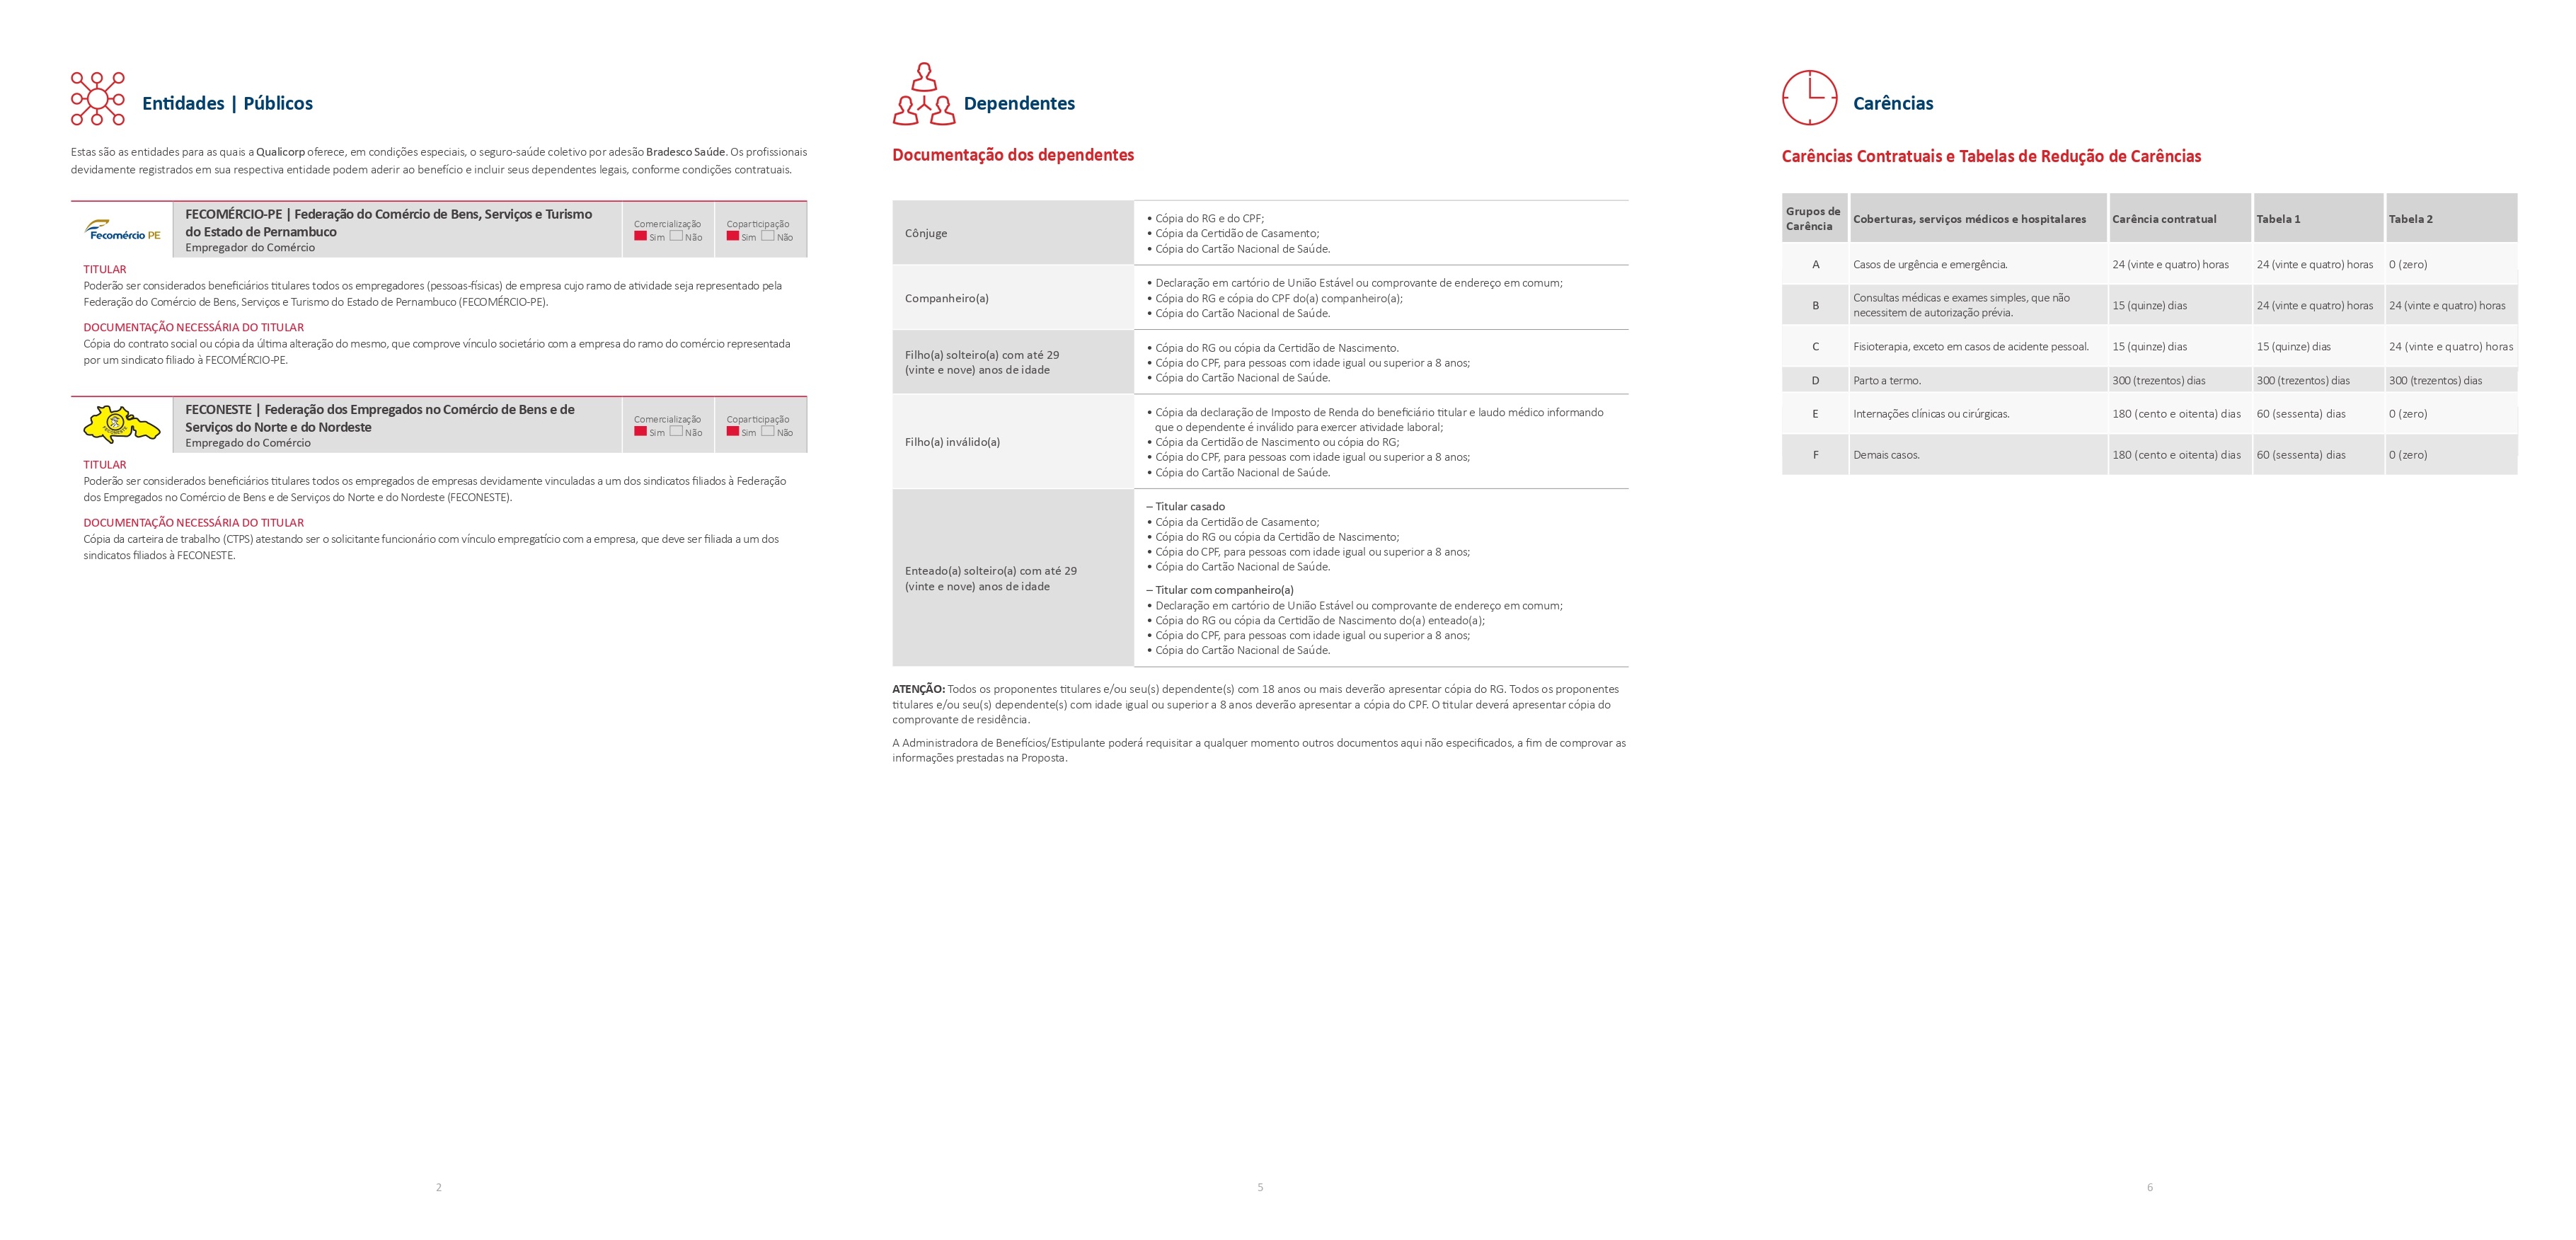 Entidades | Públicos
Estas são as entidades para as quais a Qualicorp oferece, em condições especiais, o seguro-saúde coletivo por adesão Bradesco Saúde. Os profissionais
devidamente registrados em sua respectiva entidade podem aderir ao benefício e incluir seus dependentes legais, conforme condições contratuais.
Fecomércio PE
FECOMÉRCIO-PE | Federação do Comércio de Bens, Serviços e Turismo
do Estado de Pernambuco
Empregador do Comércio
Comercialização
Sim Não
Coparticipação
Sim Não
TITULAR
Poderão ser considerados beneficiários titulares todos os empregadores (pessoas-físicas) de empresa cujo ramo de atividade seja representado pela
Federação do Comércio de Bens, Serviços e Turismo do Estado de Pernambuco (FECOMÉRCIO-PE).
DOCUMENTAÇÃO NECESSÁRIA DO TITULAR
Cópia do contrato social ou cópia da última alteração do mesmo, que comprove vínculo societário com a empresa do ramo do comércio representada
por um sindicato filiado à FECOMÉRCIO-PE.
FECONESTE | Federação dos Empregados no Comércio de Bens e de
Serviços do Norte e do Nordeste
Empregado do Comércio
Comercialização
Sim Não
Coparticipação
Sim Não
TITULAR
Poderão ser considerados beneficiários titulares todos os empregados de empresas devidamente vinculadas a um dos sindicatos filiados à Federação
dos Empregados no Comércio de Bens e de Serviços do Norte e do Nordeste (FECONESTE).
DOCUMENTAÇÃO NECESSÁRIA DO TITULAR
Cópia da carteira de trabalho (CTPS) atestando ser o solicitante funcionário com vínculo empregatício com a empresa, que deve ser filiada a um dos
sindicatos filiados à FECONESTE.
2
Dependentes
Documentação dos dependentes
Cônjuge
• Cópia do RG e do CPF;
• Cópia da Certidão de Casamento;
• Cópia do Cartão Nacional de Saúde.
Companheiro(a)
• Declaração em cartório de União Estável ou comprovante de endereço em comum;
• Cópia do RG e cópia do CPF do(a) companheiro(a);
• Cópia do Cartão Nacional de Saúde.
Filho(a) solteiro(a) com até 29
(vinte e nove) anos de idade
• Cópia do RG ou cópia da Certidão de Nascimento.
• Cópia do CPF, para pessoas com idade igual ou superior a 8 anos;
• Cópia do Cartão Nacional de Saúde.
Filho(a) inválido(a)
• Cópia da declaração de Imposto de Renda do beneficiário titular e laudo médico informando
que o dependente é inválido para exercer atividade laboral;
• Cópia da Certidão de Nascimento ou cópia do RG;
• Cópia do CPF, para pessoas com idade igual ou superior a 8 anos;
• Cópia do Cartão Nacional de Saúde.
Enteado(a) solteiro(a) com até 29
(vinte e nove) anos de idade
– Titular casado
• Cópia da Certidão de Casamento;
• Cópia do RG ou cópia da Certidão de Nascimento;
• Cópia do CPF, para pessoas com idade igual ou superior a 8 anos;
• Cópia do Cartão Nacional de Saúde.
– Titular com companheiro(a)
• Declaração em cartório de União Estável ou comprovante de endereço em comum;
• Cópia do RG ou cópia da Certidão de Nascimento do(a) enteado(a);
• Cópia do CPF, para pessoas com idade igual ou superior a 8 anos;
• Cópia do Cartão Nacional de Saúde.
ATENÇÃO: Todos os proponentes titulares e/ou seu(s) dependente(s) com 18 anos ou mais deverão apresentar cópia do RG. Todos os proponentes
titulares e/ou seu(s) dependente(s) com idade igual ou superior a 8 anos deverão apresentar a cópia do CPF. O titular deverá apresentar cópia do
comprovante de residência.
A Administradora de Benefícios/Estipulante poderá requisitar a qualquer momento outros documentos aqui não especificados, a fim de comprovar as
informações prestadas na Proposta.
5
Carências
Carências Contratuais e Tabelas de Redução de Carências
Grupos de
Carência
Coberturas, serviços médicos e hospitalares
Carência contratual
Tabela 1
Tabela 2
A Casos de urgência e emergência. 24 (vinte e quatro) horas 24 (vinte e quatro) horas 0 (zero)
B Consultas médicas e exames simples, que não
necessitem de autorização prévia. 15 (quinze) dias 24 (vinte e quatro) horas 24 (vinte e quatro) horas
C Fisioterapia, exceto em casos de acidente pessoal. 15 (quinze) dias 15 (quinze) dias 24 (vinte e quatro) horas
D Parto a termo. 300 (trezentos) dias 300 (trezentos) dias 300 (trezentos) dias
E Internações clínicas ou cirúrgicas. 180 (cento e oitenta) dias 60 (sessenta) dias 0 (zero)
F Demais casos. 180 (cento e oitenta) dias 60 (sessenta) dias 0 (zero)
6